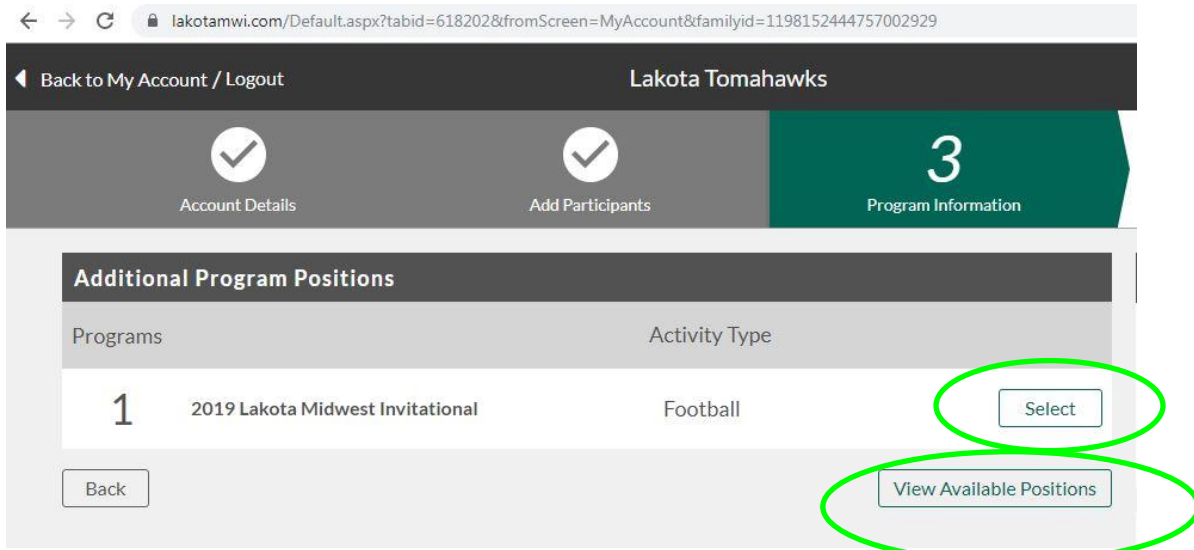 lakotamwi.com/Default.aspx?tabid=618202&fromScreen=MyAccount&familyid=1198152444757002929
Back to My Account / Logout
Lakota Tomahawks
3
Account Details
Add Participants
Program Information
Additional Program Positions
Programs
Activity Type
1
2019 Lakota Midwest Invitational
Football
Select
Back
View Available Positions